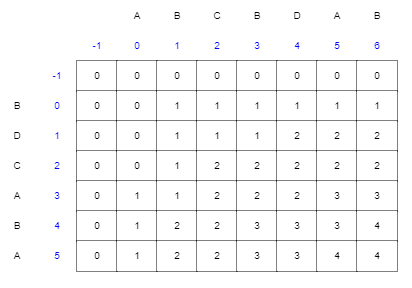 A B C B D A B
-1 0 1 2 3 4 5 6
-1 0 0 0 0 0 0 0 0
B 0 0 0 1 1 1 1 1 1
D 1 0 0 1 1 1 2 2 2
C 2 0 0 1 2 2 2 2 2
A 3 0 1 1 2 2 2 3 3
B 4 0 1 2 2 3 3 3 4
A 5 0 1 2 2 3 3 4 4